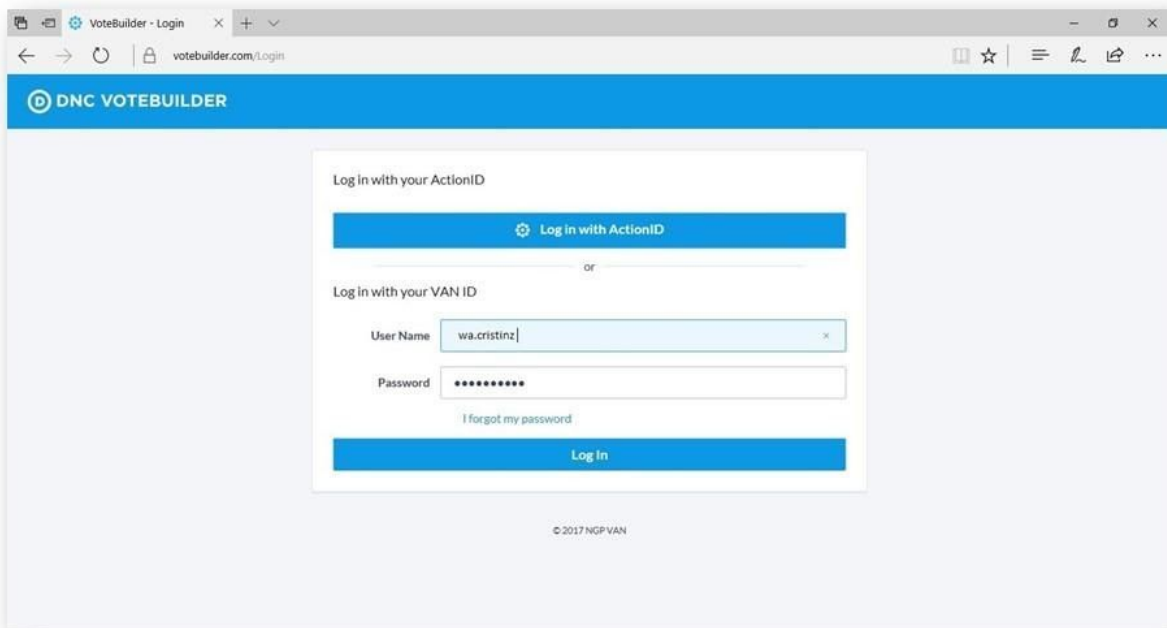 VoteBuilder - Login
votebuilder.com/Login
DNC VOTEBUILDER
Log in with your ActionID
Log in with ActionID
or
Log in with your VAN ID
User Name wa.cristinz
Password ••••••••••
I forgot my password
Log In
© 2017 NGP VAN